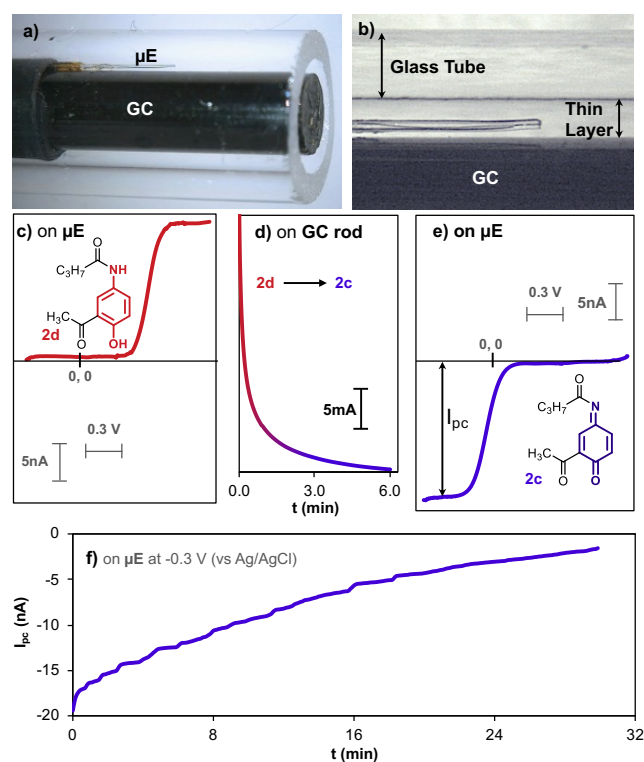 a)
µE
GC
b)
Glass Tube
Thin
Layer
GC
c) on µE
O
C₃H₇
NH
H₃C
2d
O
OH
0, 0
0.3 V
5nA
d) on GC rod
2d → 2c
5mA
0.0 3.0 6.0
t (min)
e) on µE
0.3 V
5nA
0, 0
Iₚc
O
C₃H₇
N
H₃C
2c
O
O
f) on µE at -0.3 V (vs Ag/AgCl)
Iₚc (nA)
0
-5
-10
-15
-20
0 8 16 24 32
t (min)